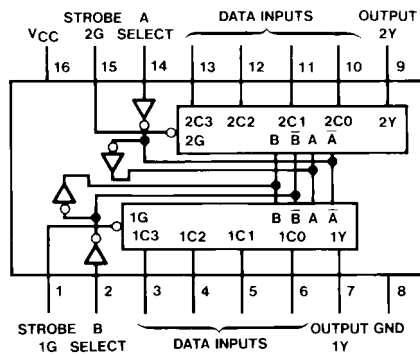 STROBE A DATA INPUTS OUTPUT
VCC 2G SELECT 2Y
16 15 14 13 12 11 10 9
2C3 2C2 2C1 2C0 2Y
2G B B̅ A A̅
B B̅ A A̅
1G
1C3 1C2 1C1 1C0 1Y
1 2 3 4 5 6 7 8
STROBE B DATA INPUTS OUTPUT GND
1G SELECT 1Y